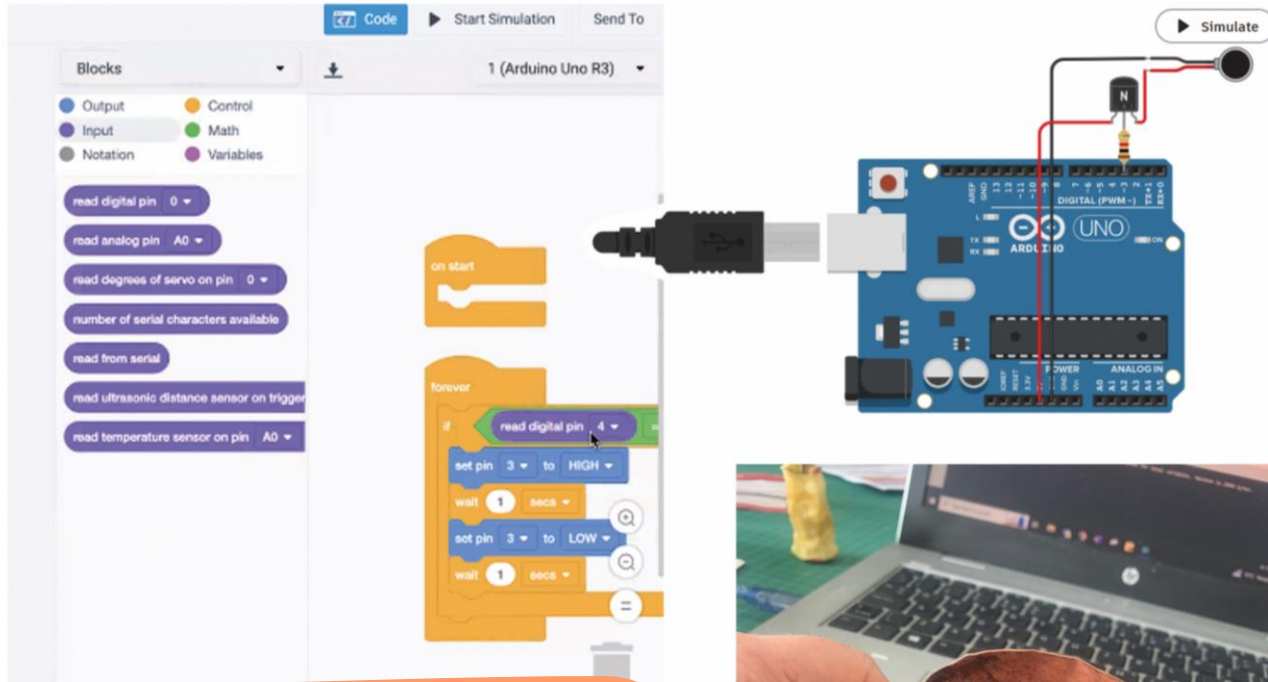 Code
Start Simulation
Send To
Simulate
Blocks
1 (Arduino Uno R3)
Output
Control
Input
Math
Notation
Variables
read digital pin 0
read analog pin A0
read degrees of servo on pin 0
number of serial characters available
read from serial
read ultrasonic distance sensor on trigger
read temperature sensor on pin A0
on start
forever
if read digital pin 4 =
set pin 3 to HIGH
wait 1 secs
set pin 3 to LOW
wait 1 secs
N
AREF
GND
13
12
~11
~10
~9
8
7
~6
~5
4
~3
2
TX→1
RX←0
DIGITAL (PWM~)
L
TX
RX
ARDUINO
UNO
ON
POWER
ANALOG IN
IOREF
RESET
3.3V
GND
Vin
A0
A1
A2
A3
A4
A5
hp